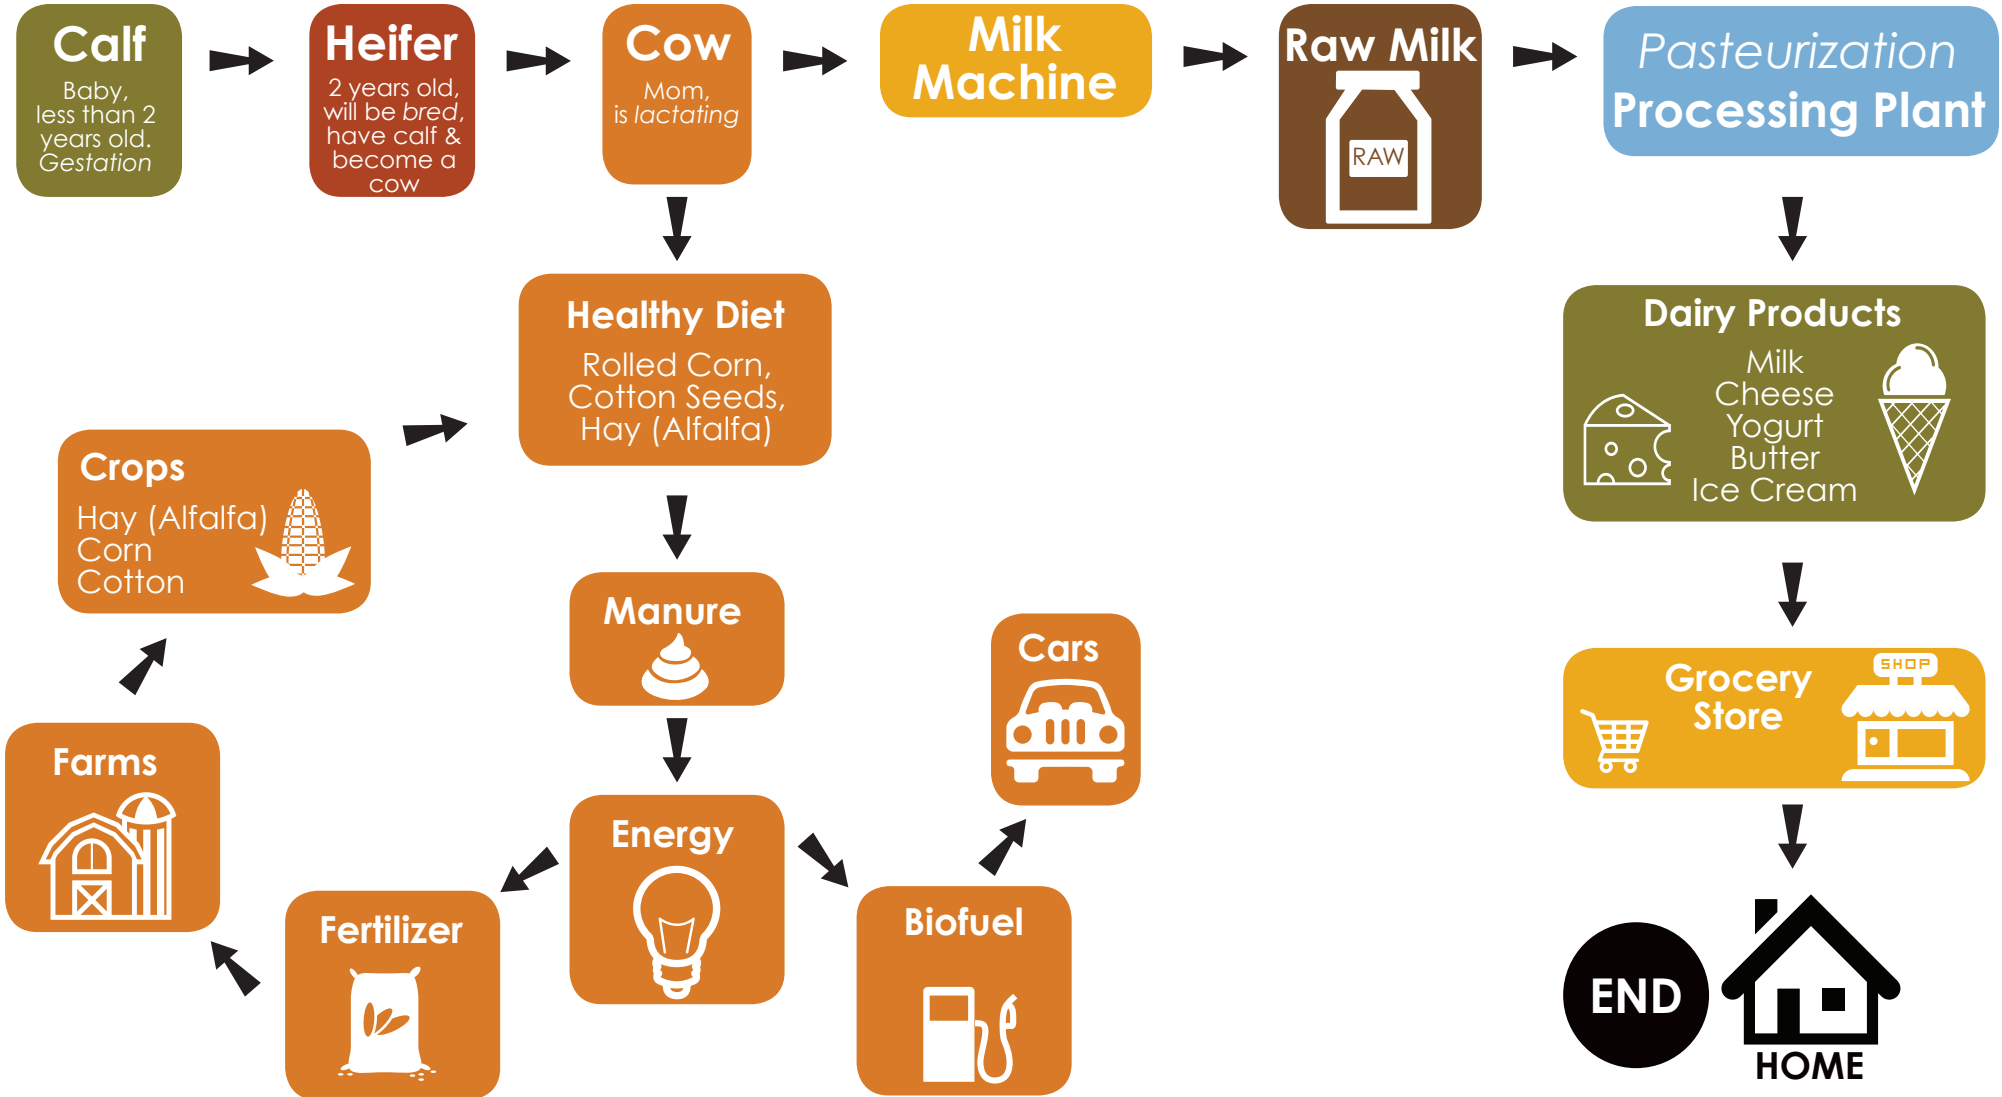 Calf
Baby,
less than 2
years old.
Gestation
Heifer
2 years old,
will be bred,
have calf &
become a
cow
Cow
Mom,
is lactating
Milk
Machine
Raw Milk
RAW
Pasteurization
Processing Plant
Healthy Diet
Rolled Corn,
Cotton Seeds,
Hay (Alfalfa)
Dairy Products
Milk
Cheese
Yogurt
Butter
Ice Cream
Crops
Hay (Alfalfa)
Corn
Cotton
Manure
Cars
Grocery
Store
SHOP
Farms
Energy
Fertilizer
Biofuel
END
HOME